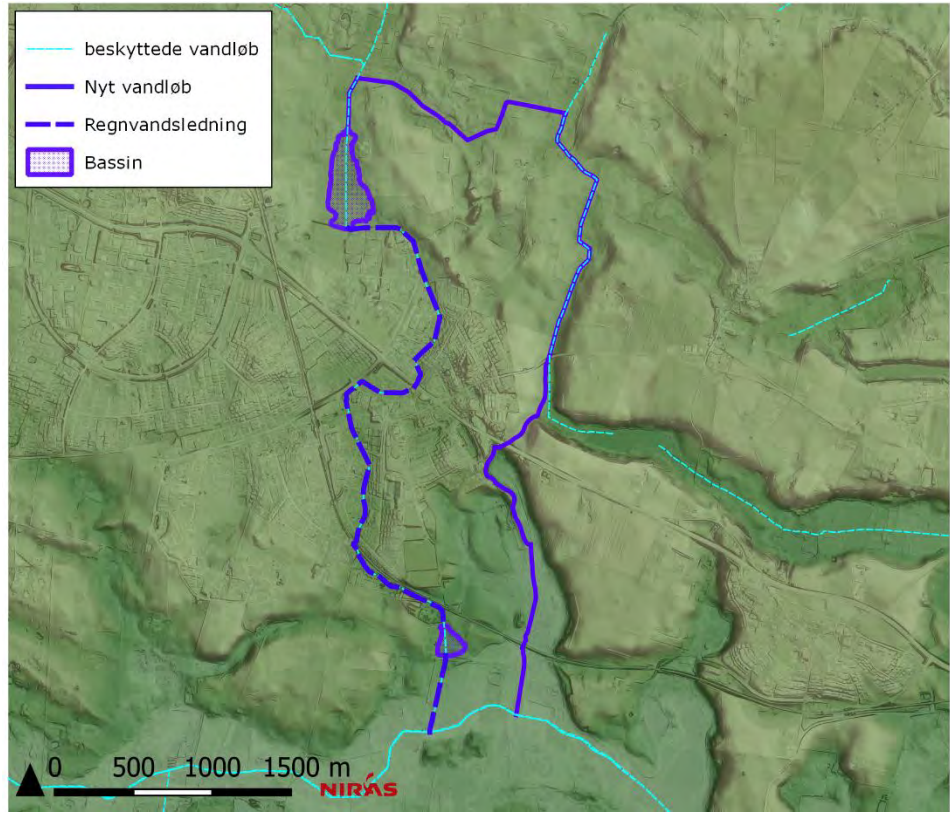 beskyttede vandløb
Nyt vandløb
Regnvandsledning
Bassin
0 500 1000 1500 m
NIRAS